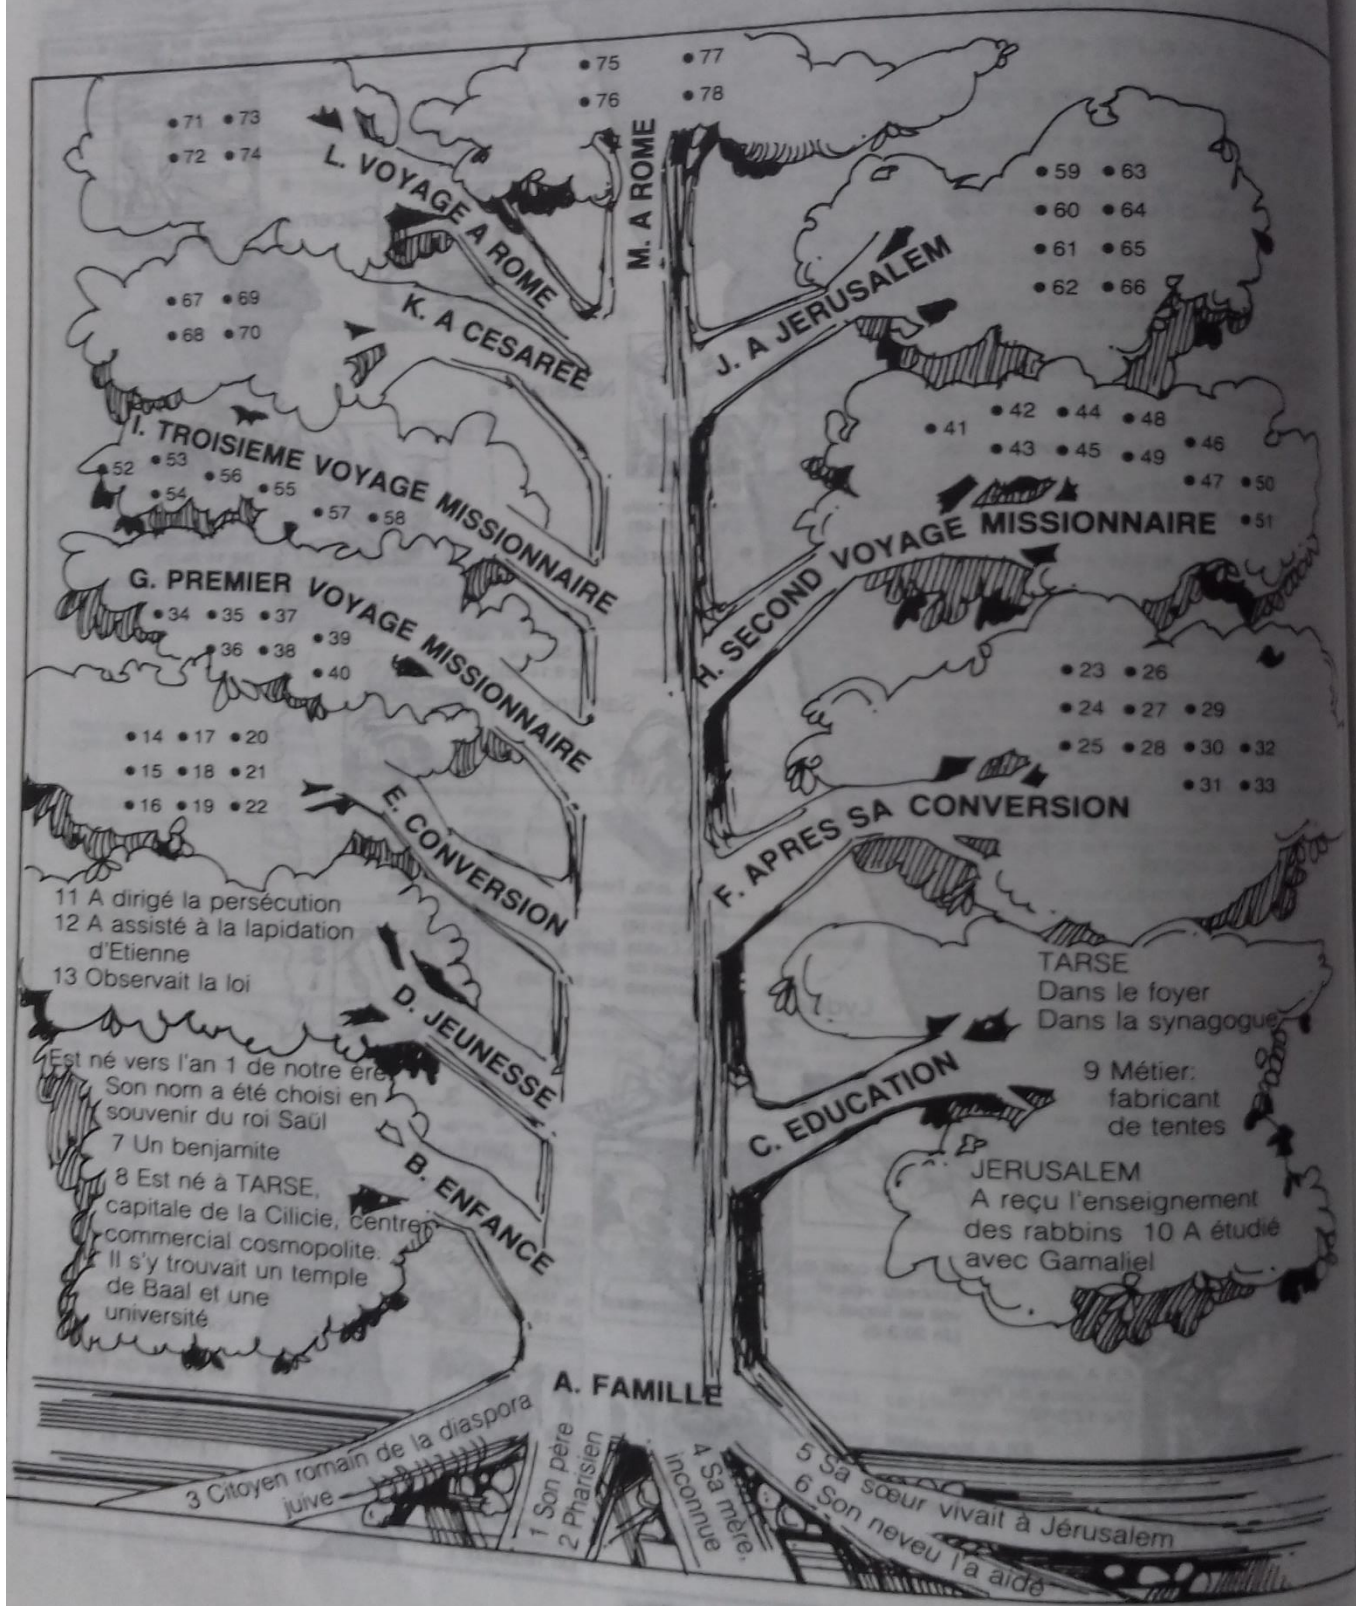 • 75 • 77
• 76 • 78
• 71 • 73
• 72 • 74
L. VOYAGE A ROME
M. A ROME
• 59 • 63
• 60 • 64
• 61 • 65
• 62 • 66
J. A JERUSALEM
• 67 • 69
• 68 • 70
K. A CESAREE
• 41 • 42 • 44 • 48 • 46
• 43 • 45 • 49
• 47 • 50
• 51
H. SECOND VOYAGE MISSIONNAIRE
I. TROISIEME VOYAGE MISSIONNAIRE
• 52 • 53 • 56 • 55
• 54 • 57 • 58
G. PREMIER VOYAGE MISSIONNAIRE
• 34 • 35 • 37
• 36 • 38 • 39
• 40
• 23 • 26
• 24 • 27 • 29
• 25 • 28 • 30 • 32
• 31 • 33
F. APRES SA CONVERSION
• 14 • 17 • 20
• 15 • 18 • 21
• 16 • 19 • 22
E. CONVERSION
11 A dirigé la persécution
12 A assisté à la lapidation
d'Etienne
13 Observait la loi
D. JEUNESSE
TARSE
Dans le foyer
Dans la synagogue
C. EDUCATION
9 Métier:
fabricant
de tentes
JERUSALEM
A reçu l'enseignement
des rabbins 10 A étudié
avec Gamaliel
Est né vers l'an 1 de notre ère
Son nom a été choisi en
souvenir du roi Saül
7 Un benjamite
8 Est né à TARSE,
capitale de la Cilicie, centre
commercial cosmopolite.
Il s'y trouvait un temple
de Baal et une
université
B. ENFANCE
A. FAMILLE
3 Citoyen romain de la diaspora
juive
1 Son père
2 Pharisien
4 Sa mère,
inconnue
5 Sa sœur vivait à Jérusalem
6 Son neveu l'a aidé